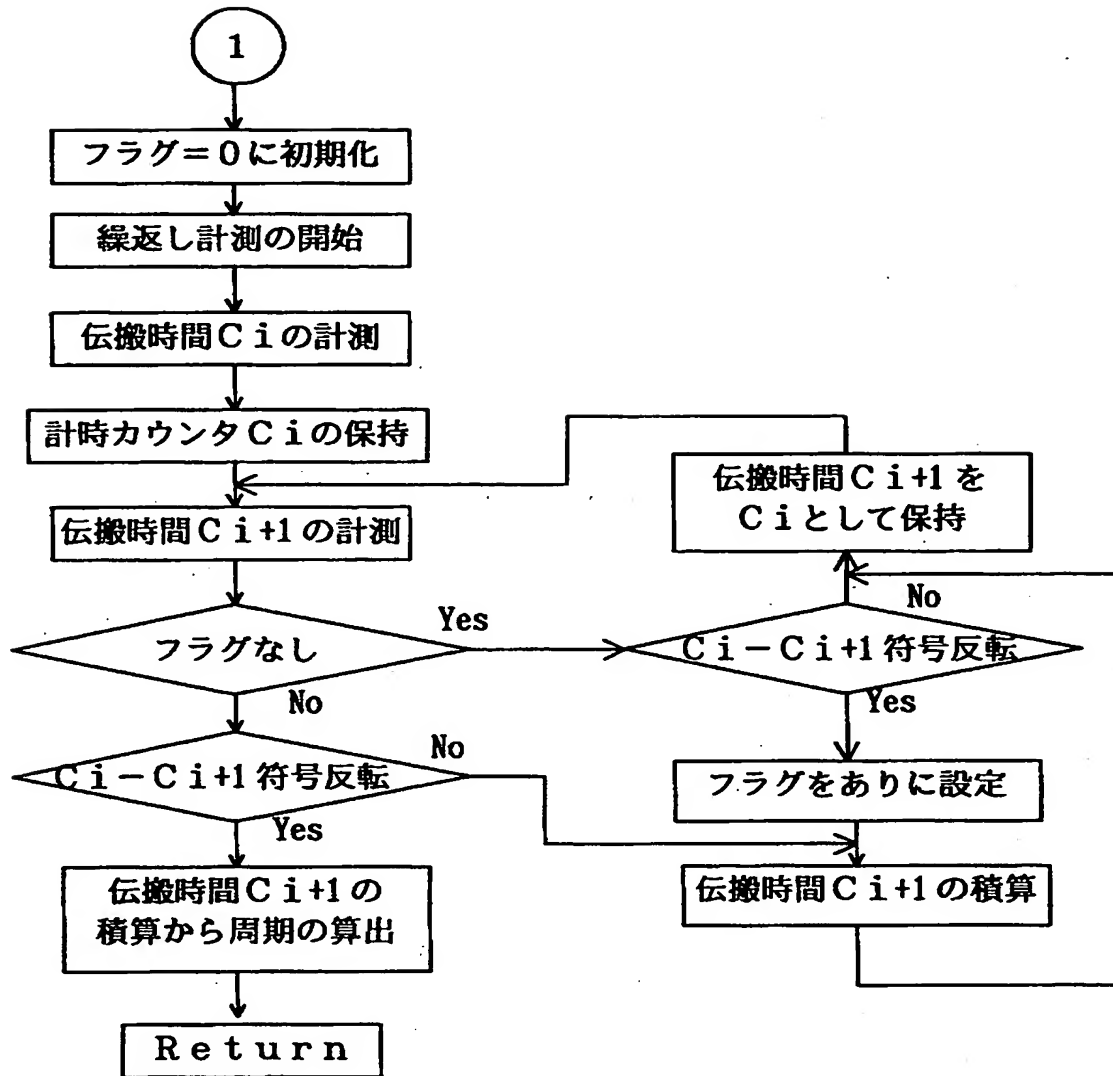 1
フラグ=0に初期化
繰返し計測の開始
伝搬時間Ciの計測
計時カウンタCiの保持
伝搬時間Ci+1の計測
フラグなし
Yes
No
Ci-Ci+1符号反転
No
Yes
伝搬時間Ci+1の
積算から周期の算出
Return
伝搬時間Ci+1を
Ciとして保持
No
Ci-Ci+1符号反転
Yes
フラグをありに設定
伝搬時間Ci+1の積算